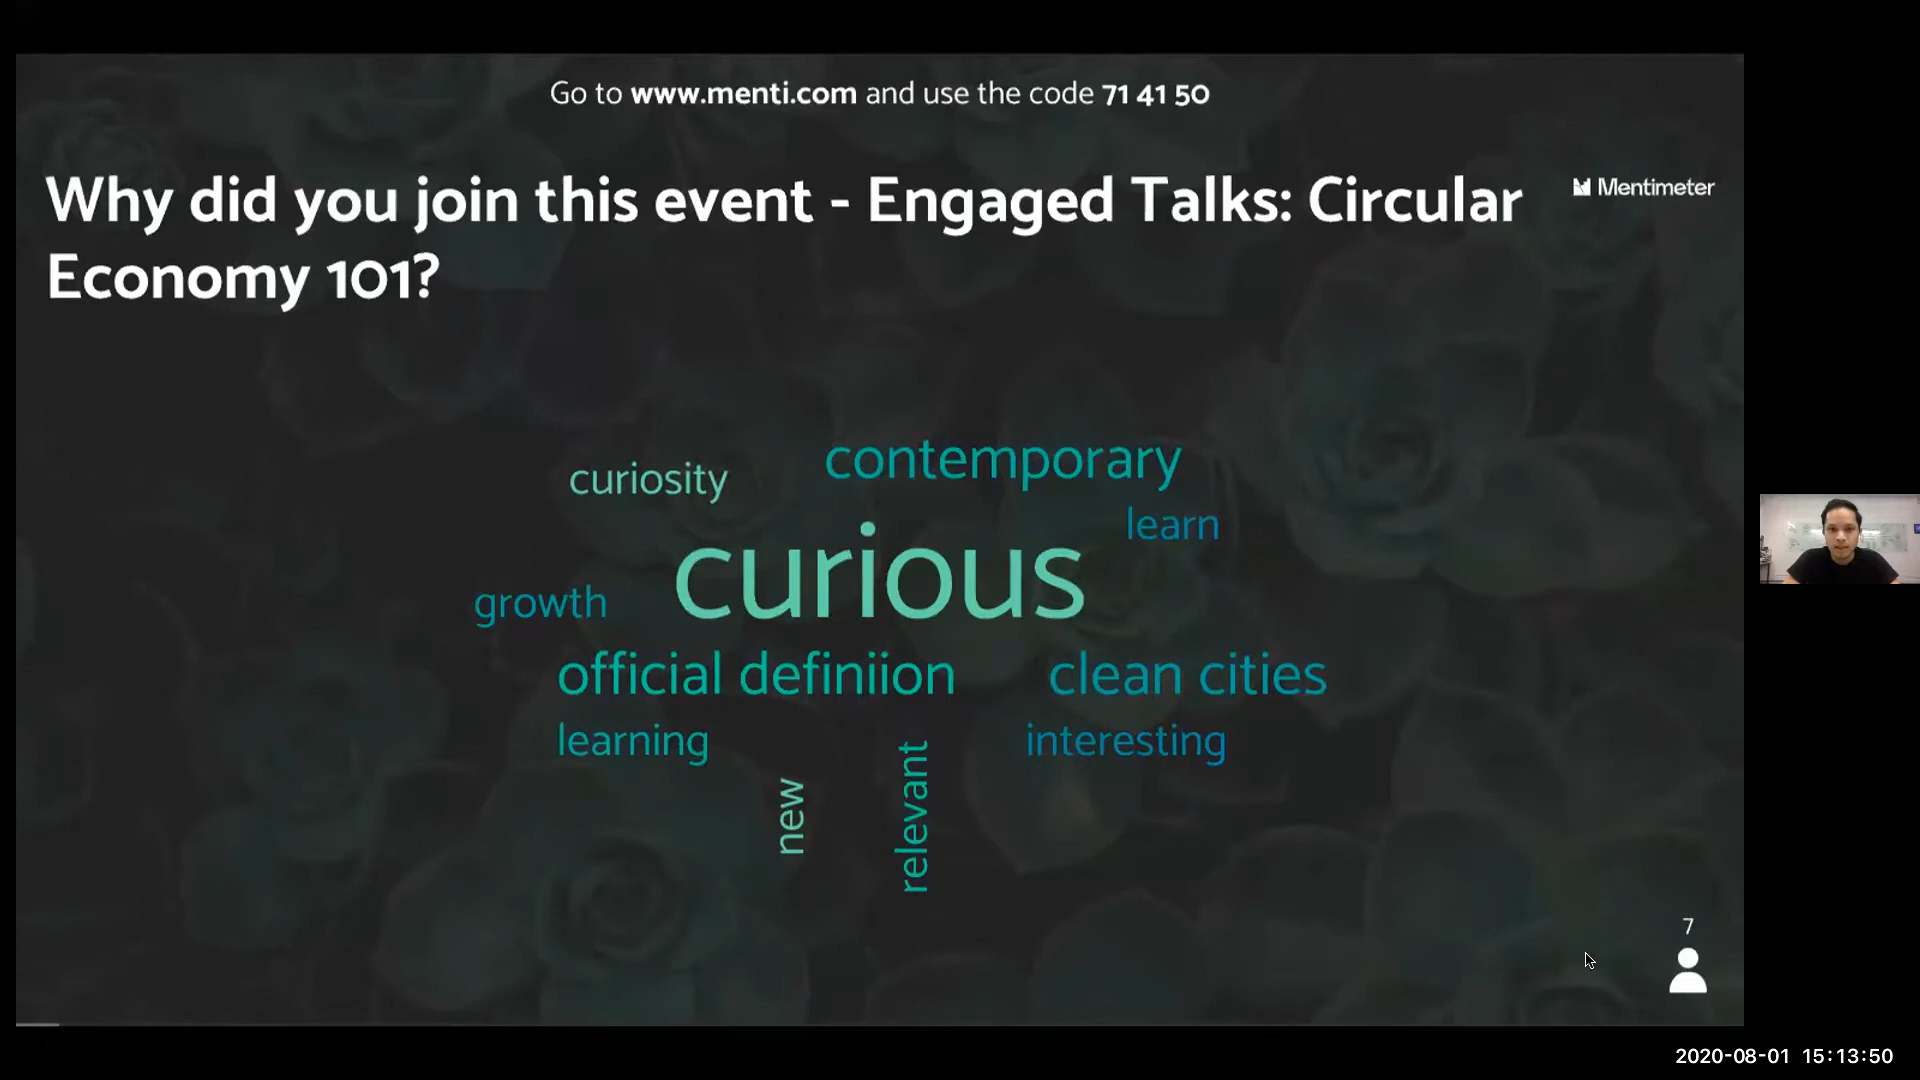 Go to www.menti.com and use the code 71 41 50
Why did you join this event - Engaged Talks: Circular
Economy 101?
Mentimeter
curiosity
contemporary
learn
curious
growth
official definiion
clean cities
learning
interesting
new
relevant
7
2020-08-01 15:13:50